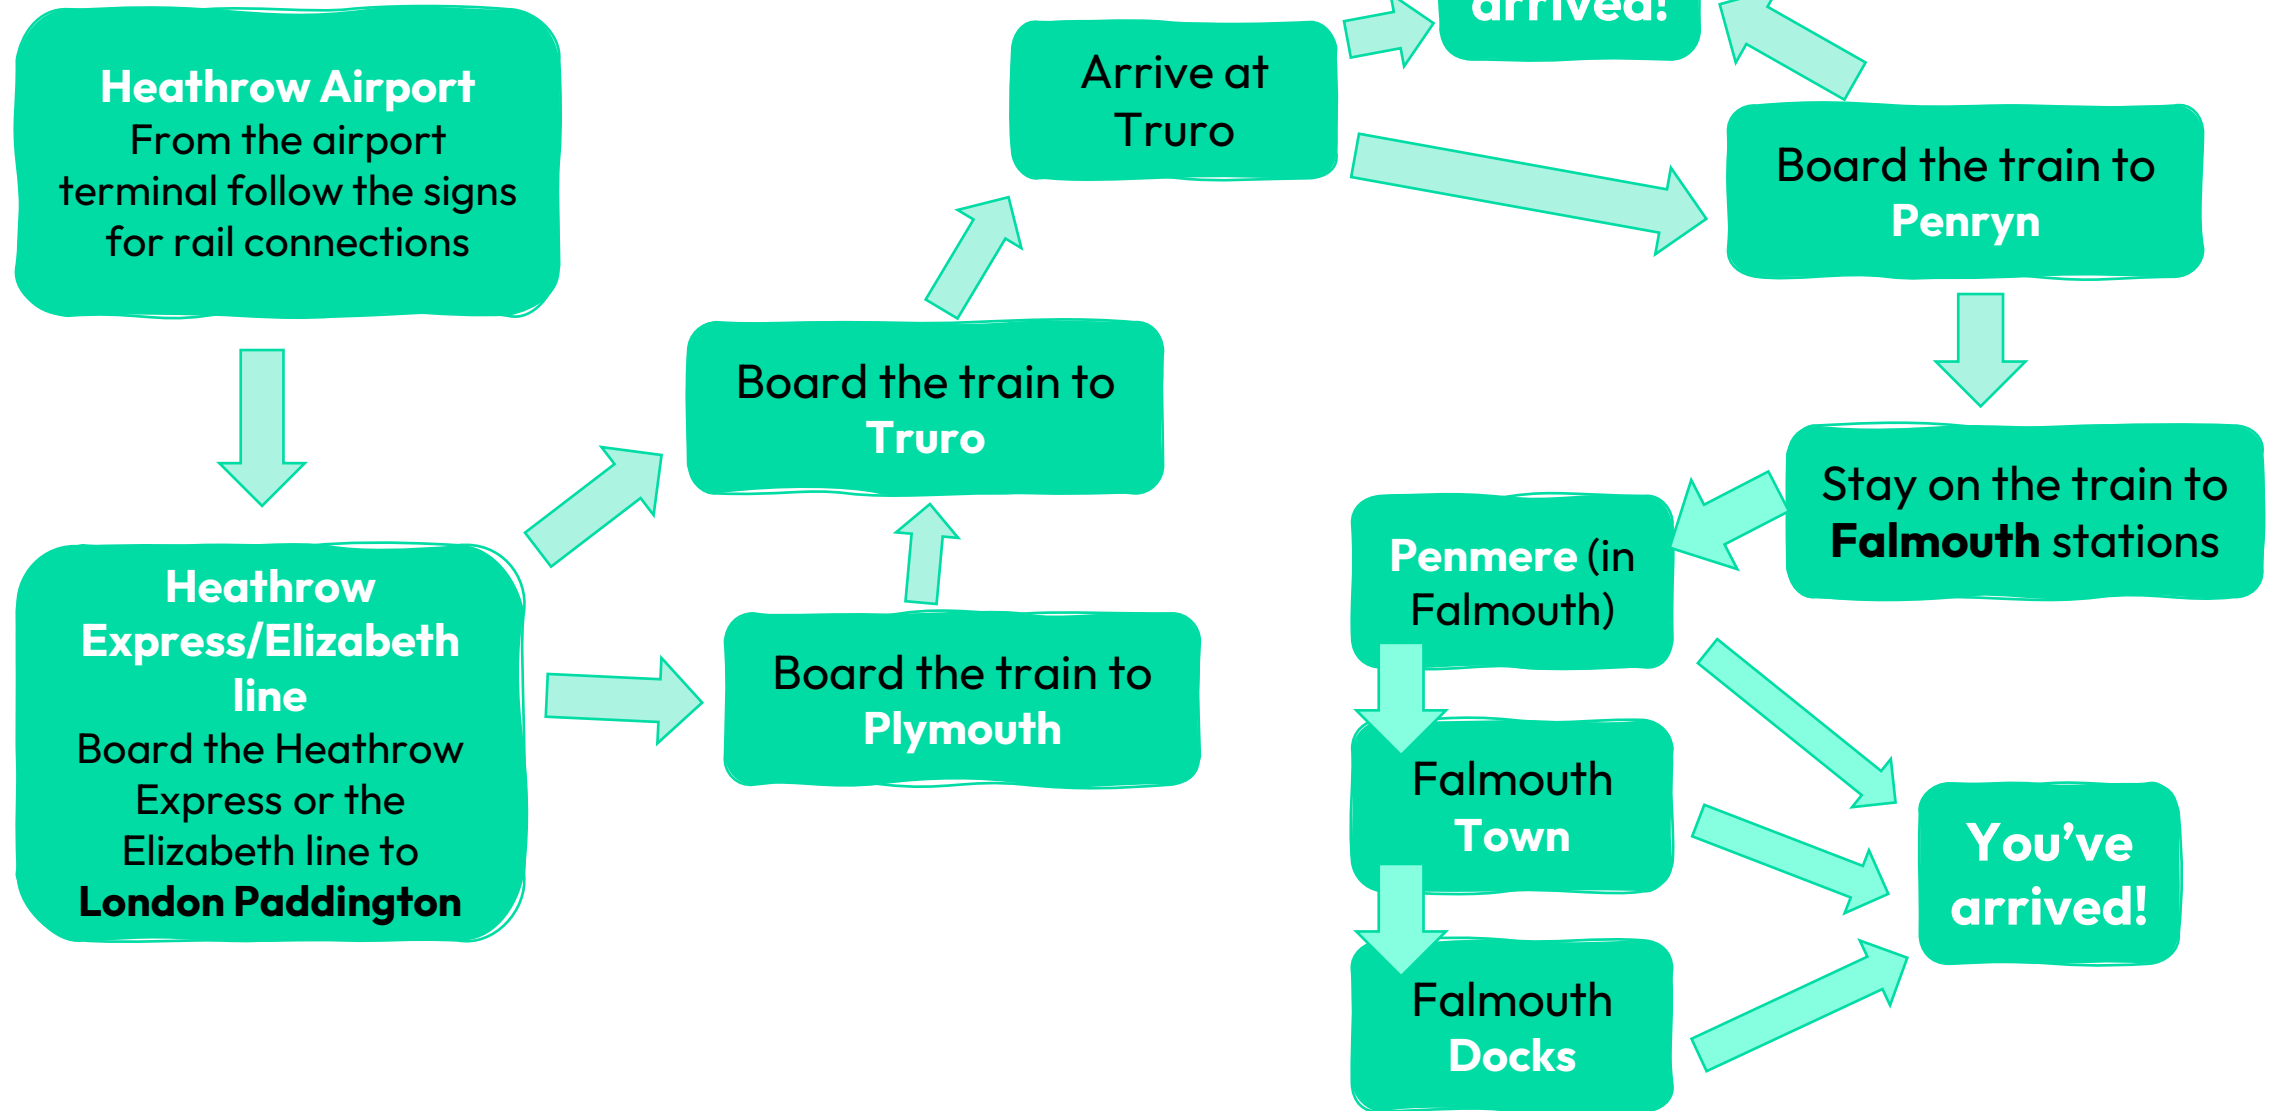 Heathrow Airport
From the airport
terminal follow the signs
for rail connections
Heathrow
Express/Elizabeth
line
Board the Heathrow
Express or the
Elizabeth line to
London Paddington
Board the train to
Truro
Board the train to
Plymouth
Arrive at
Truro
arrived!
Board the train to
Penryn
Stay on the train to
Falmouth stations
Penmere (in
Falmouth)
Falmouth
Town
Falmouth
Docks
You’ve
arrived!